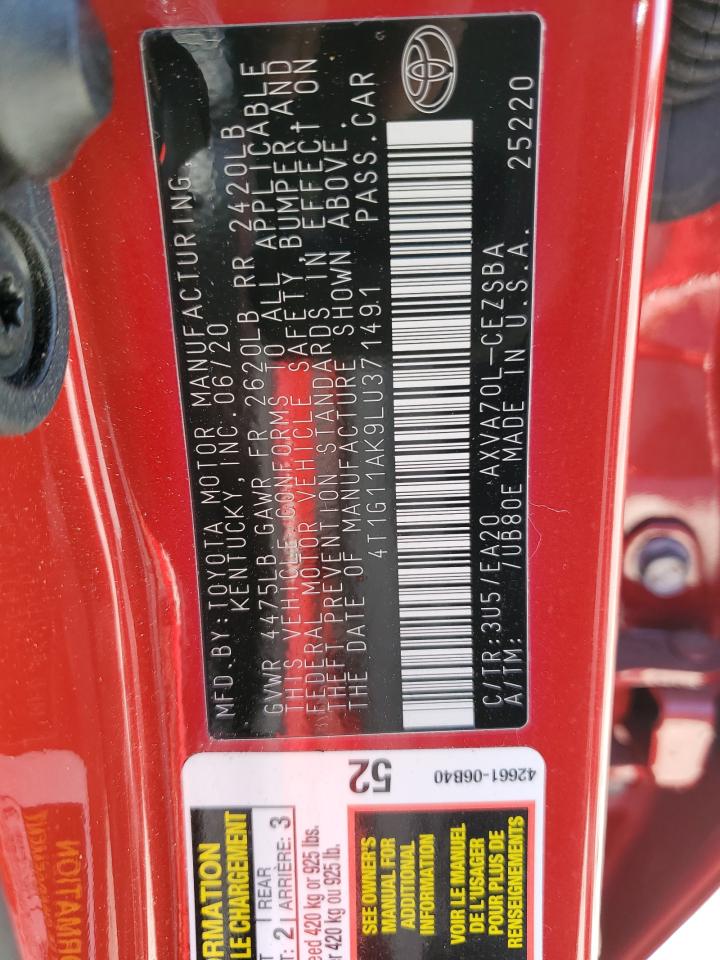 MFD.BY:TOYOTA MOTOR MANUFACTURING,
KENTUCKY, INC. 06/20
GVWR 4475LB GAWR FR 2620LB RR 2420LB
THIS VEHICLE CONFORMS TO ALL APPLICABLE
FEDERAL MOTOR VEHICLE SAFETY, BUMPER, AND
THEFT PREVENTION STANDARDS IN EFFECT ON
THE DATE OF MANUFACTURE SHOWN ABOVE.
4T1G11AK9LU371491 PASS.CAR
C/TR:3U5/EA20 AXVA70L-CEZSBA
A/TM: /UB80E MADE IN U.S.A. 25220
52
42661-06B40
LE CHARGEMENT
REAR
2 ARRIÈRE: 3
420 kg or 925 lbs.
420 kg ou 925 lb.
SEE OWNER'S
MANUAL FOR
ADDITIONAL
INFORMATION
VOIR LE MANUEL
DE L'USAGER
POUR PLUS DE
RENSEIGNEMENTS